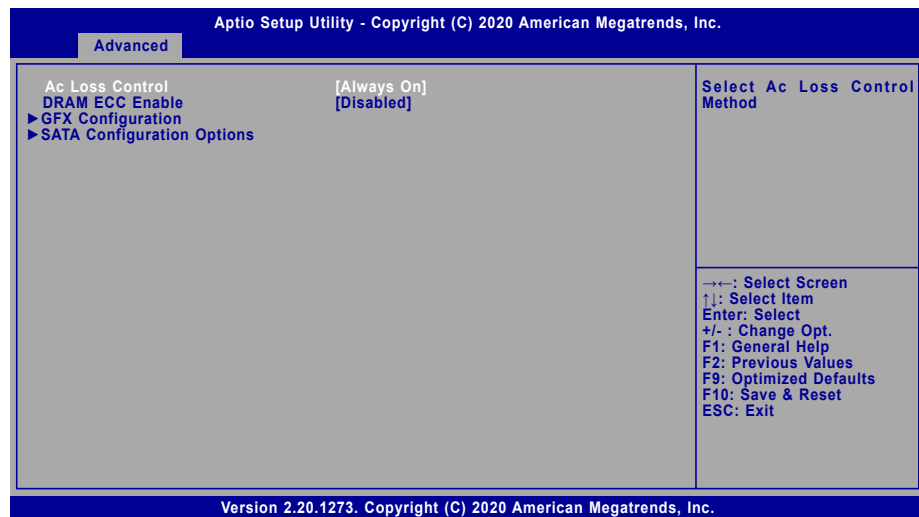 Aptio Setup Utility - Copyright (C) 2020 American Megatrends, Inc.
Advanced
Ac Loss Control [Always On]
DRAM ECC Enable [Disabled]
►GFX Configuration
►SATA Configuration Options
Select Ac Loss Control
Method
→←: Select Screen
↑↓: Select Item
Enter: Select
+/- : Change Opt.
F1: General Help
F2: Previous Values
F9: Optimized Defaults
F10: Save & Reset
ESC: Exit
Version 2.20.1273. Copyright (C) 2020 American Megatrends, Inc.